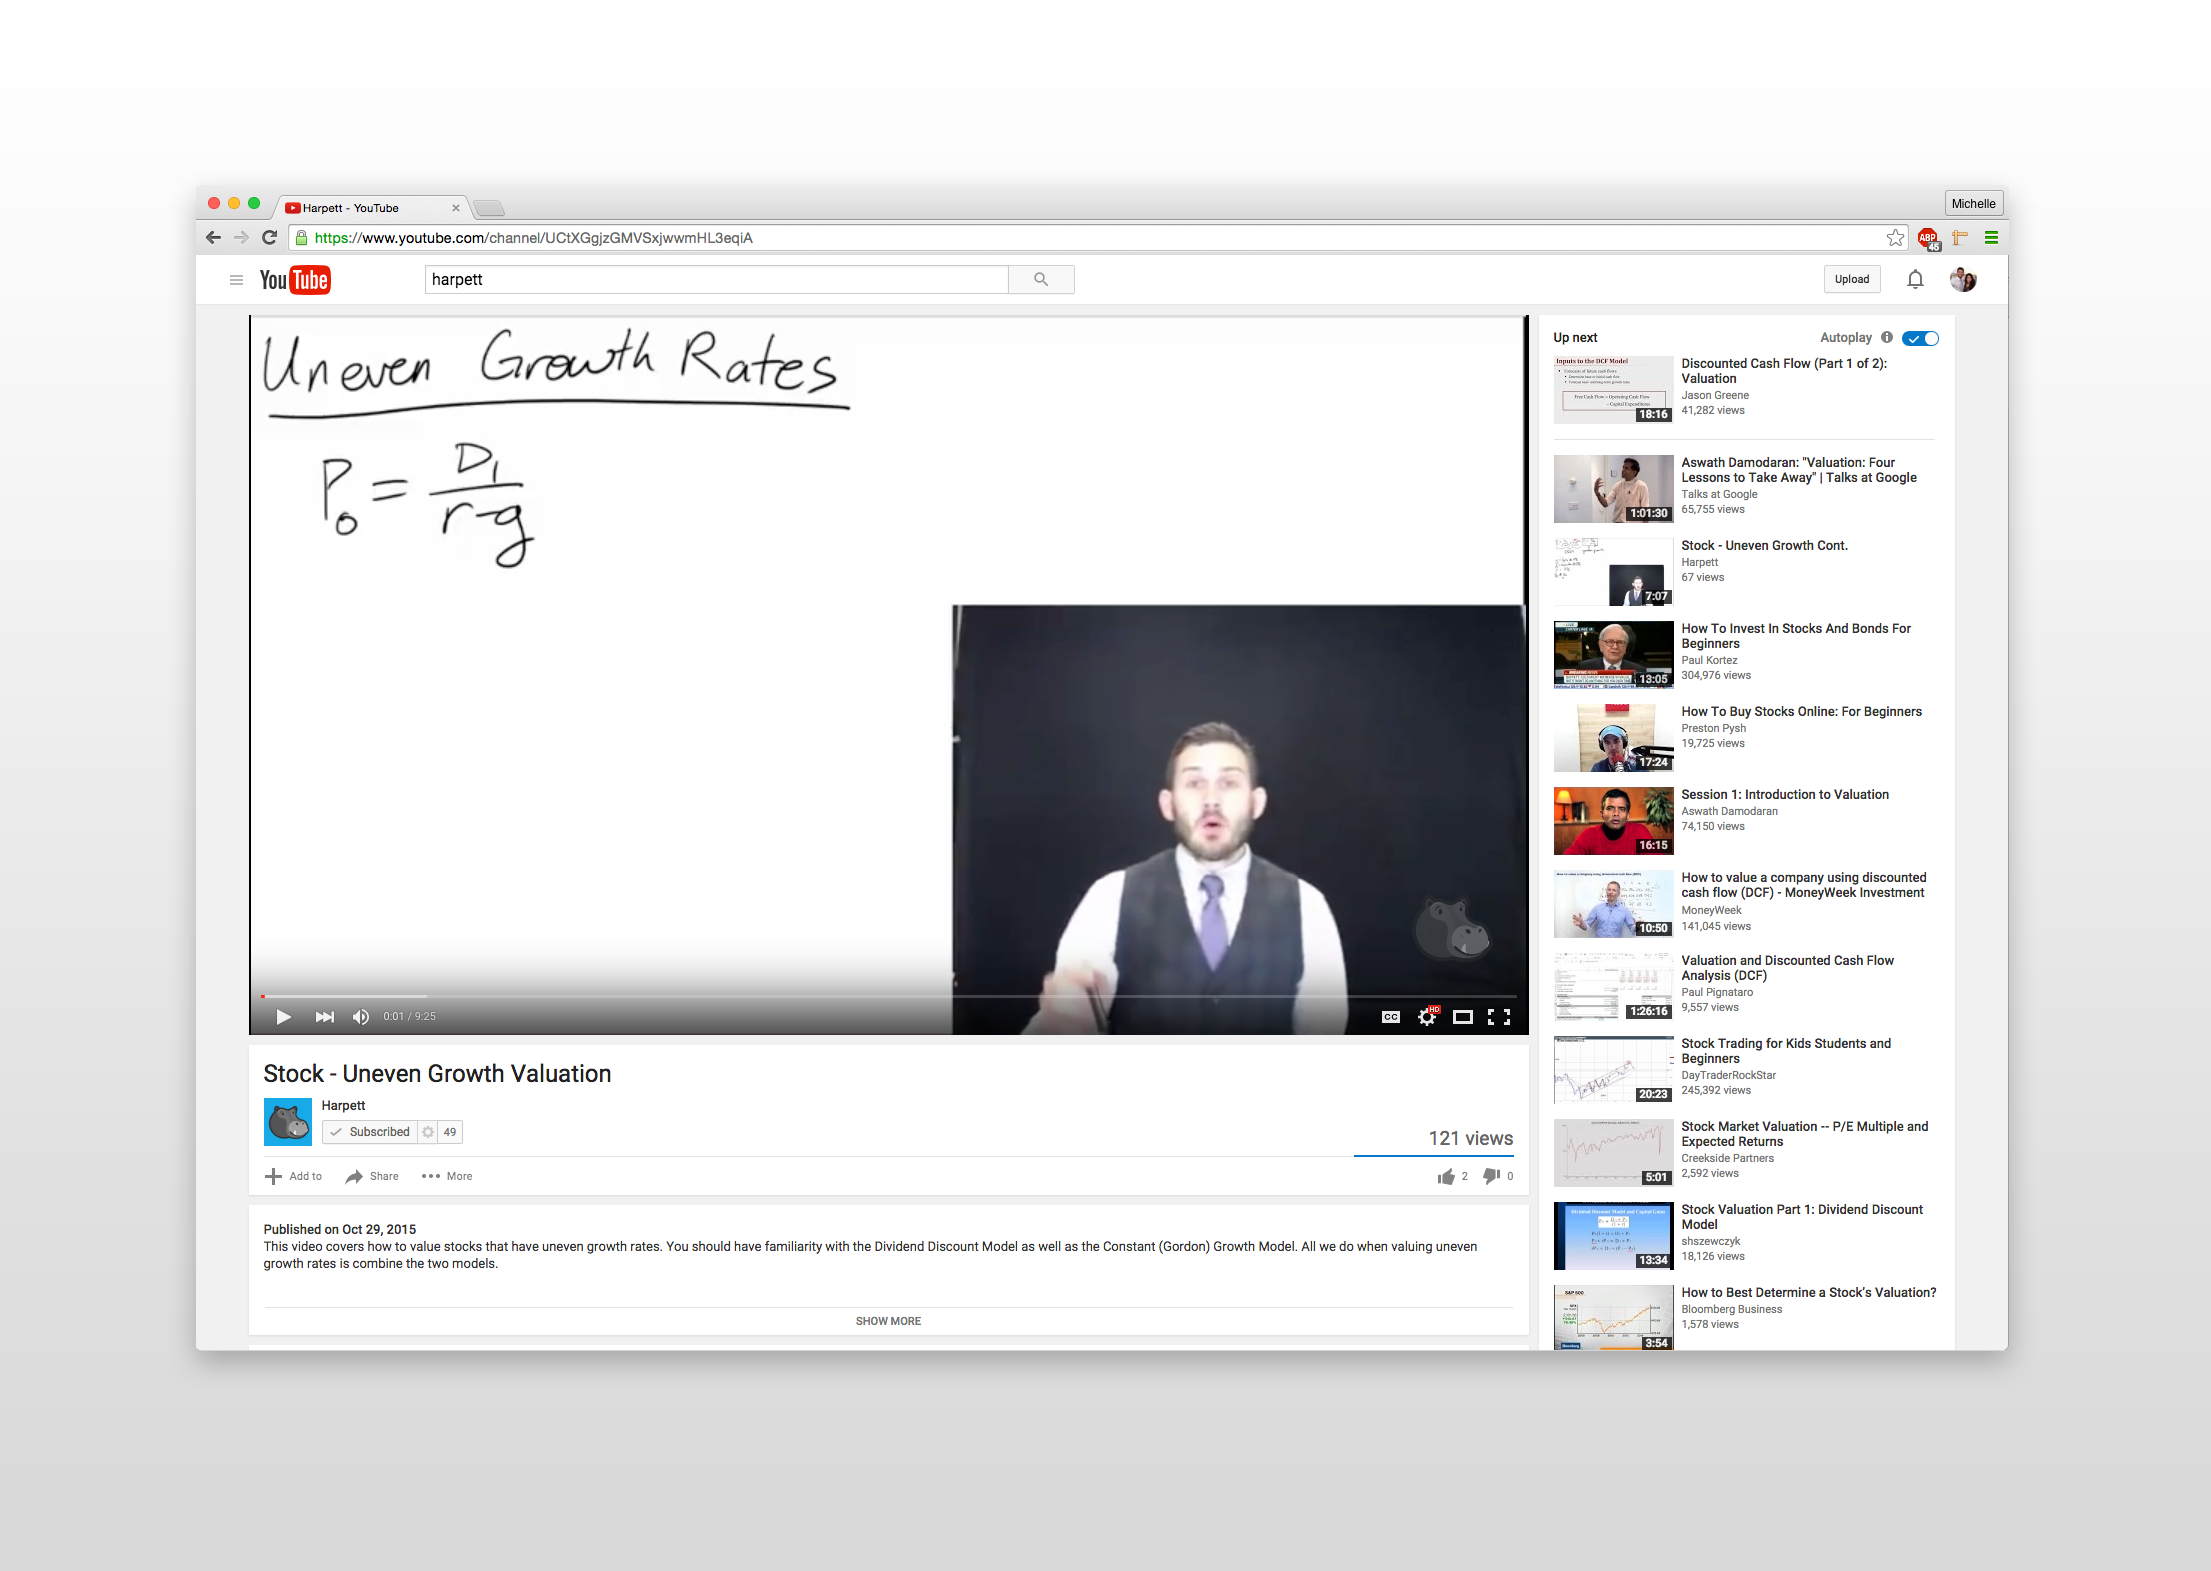 Harpett - YouTube
Michelle
https://www.youtube.com/channel/UCtXGgjzGMVSxjwwmHL3eqiA
ABP
45
YouTube
harpett
Upload
Uneven Growth Rates
P0 = D1
r-g
0:01 / 9:25
CC
HD
Stock - Uneven Growth Valuation
Harpett
Subscribed
49
121 views
Add to
Share
More
2
0
Published on Oct 29, 2015
This video covers how to value stocks that have uneven growth rates. You should have familiarity with the Dividend Discount Model as well as the Constant (Gordon) Growth Model. All we do when valuing uneven
growth rates is combine the two models.
SHOW MORE
Up next
Autoplay
Inputs to the DCF Model
18:16
Discounted Cash Flow (Part 1 of 2):
Valuation
Jason Greene
41,282 views
1:01:30
Aswath Damodaran: "Valuation: Four
Lessons to Take Away" | Talks at Google
Talks at Google
65,755 views
7:07
Stock - Uneven Growth Cont.
Harpett
67 views
13:05
How To Invest In Stocks And Bonds For
Beginners
Paul Kortez
304,976 views
17:24
How To Buy Stocks Online: For Beginners
Preston Pysh
19,725 views
16:15
Session 1: Introduction to Valuation
Aswath Damodaran
74,150 views
10:50
How to value a company using discounted
cash flow (DCF) - MoneyWeek Investment
MoneyWeek
141,045 views
1:26:16
Valuation and Discounted Cash Flow
Analysis (DCF)
Paul Pignataro
9,557 views
20:23
Stock Trading for Kids Students and
Beginners
DayTraderRockStar
245,392 views
5:01
Stock Market Valuation -- P/E Multiple and
Expected Returns
Creekside Partners
2,592 views
13:34
Stock Valuation Part 1: Dividend Discount
Model
shszewczyk
18,126 views
S&P 500
3:54
How to Best Determine a Stock's Valuation?
Bloomberg Business
1,578 views